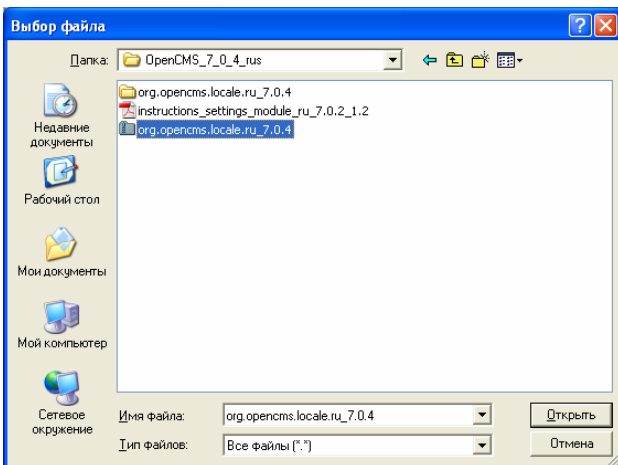 Выбор файла
Папка: OpenCMS_7_0_4_rus
org.opencms.locale.ru_7.0.4
instructions_settings_module_ru_7.0.2_1.2
org.opencms.locale.ru_7.0.4
Недавние
документы
Рабочий стол
Мои документы
Мой компьютер
Сетевое
окружение
Имя файла: org.opencms.locale.ru_7.0.4 Открыть
Тип файлов: Все файлы (*.*) Отмена